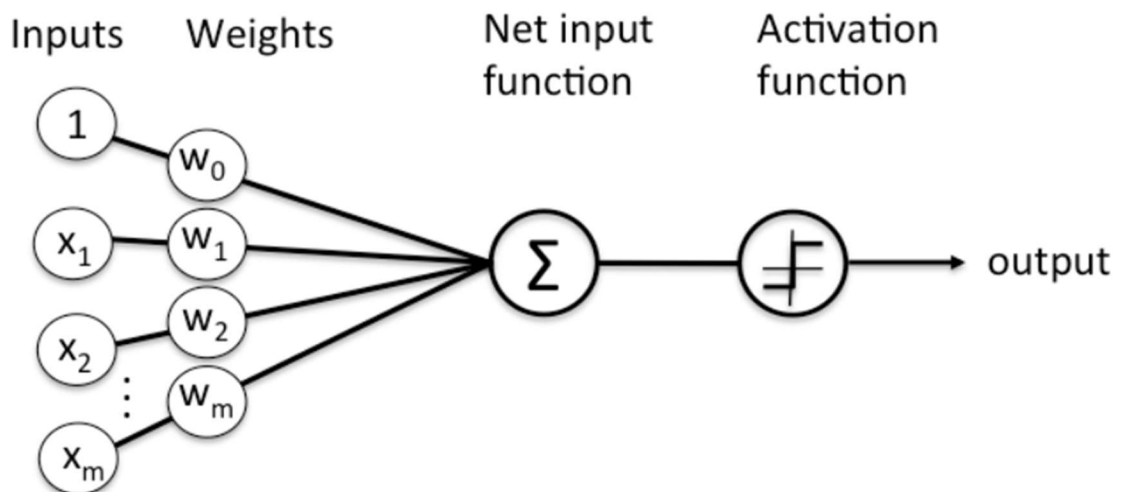 Inputs
Weights
Net input
function
Activation
function
1
w₀
x₁
w₁
x₂
w₂
⋮
wₘ
xₘ
Σ
output